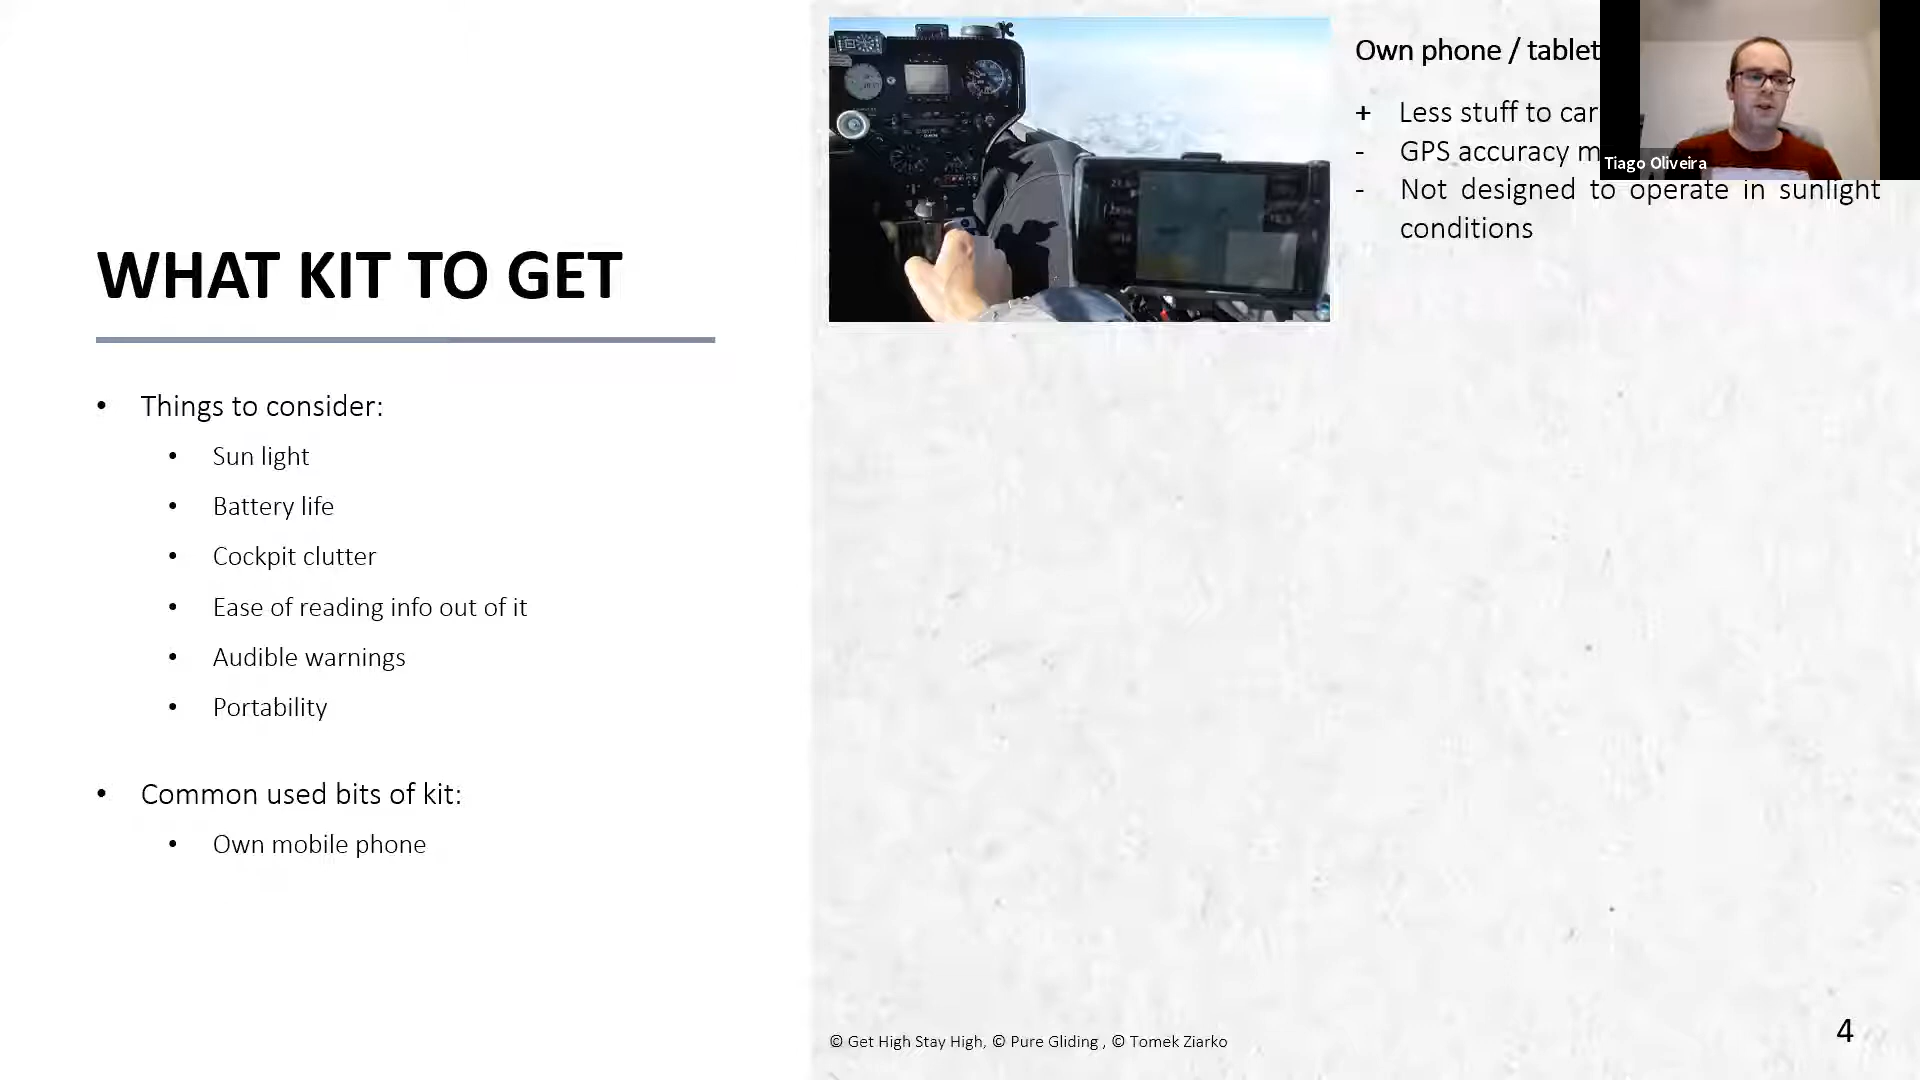 WHAT KIT TO GET
• Things to consider:
• Sun light
• Battery life
• Cockpit clutter
• Ease of reading info out of it
• Audible warnings
• Portability
• Common used bits of kit:
• Own mobile phone
Own phone / tablet
+ Less stuff to
- GPS accuracy
- Not designed to operate in sunlight
conditions
Tiago Oliveira
© Get High Stay High, © Pure Gliding , © Tomek Ziarko
4